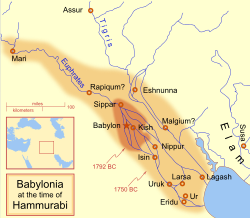 Assur
Tigris
Mari
Euphrates
Rapiqum?
Eshnunna
miles
kilometers
100
Sippar
Babylon
Kish
Malgium?
Elam
Susa
Nippur
1792 BC
Isin
1750 BC
Larsa
Lagash
Uruk
Ur
Eridu
Babylonia
at the time of
Hammurabi